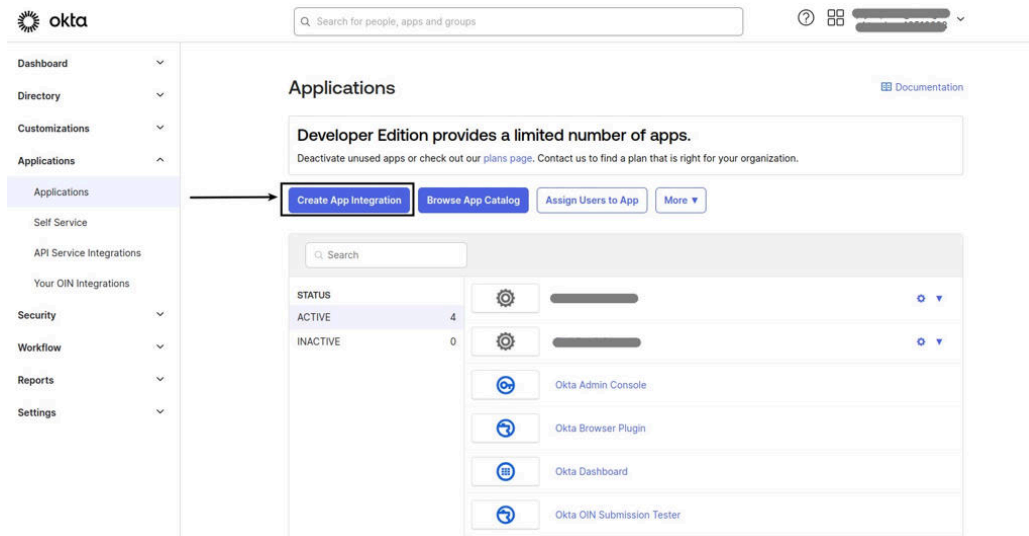 okta
Search for people, apps and groups
Dashboard
Directory
Customizations
Applications
Applications
Self Service
API Service Integrations
Your OIN Integrations
Security
Workflow
Reports
Settings
Applications
Documentation
Developer Edition provides a limited number of apps.
Deactivate unused apps or check out our plans page. Contact us to find a plan that is right for your organization.
Create App Integration Browse App Catalog Assign Users to App More ▼
Search
STATUS
ACTIVE 4
INACTIVE 0
Okta Admin Console
Okta Browser Plugin
Okta Dashboard
Okta OIN Submission Tester